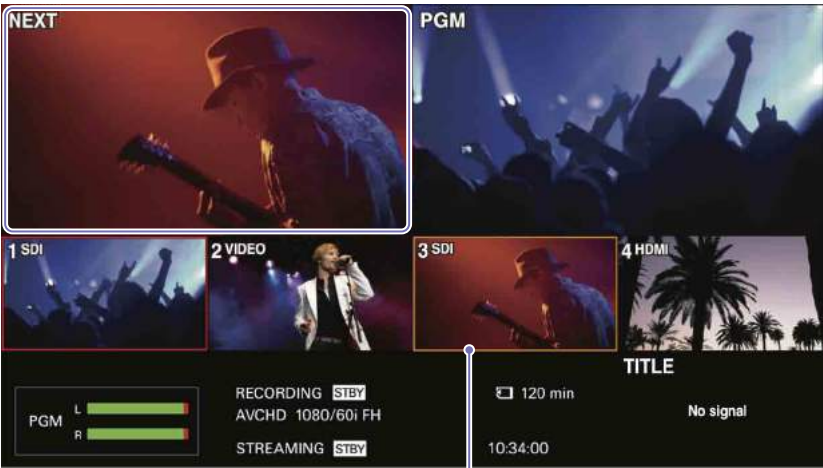 NEXT
PGM
1 SDI
2 VIDEO
3 SDI
4 HDMI
TITLE
PGM
L
R
RECORDING STBY
AVCHD 1080/60i FH
STREAMING STBY
120 min
10:34:00
No signal